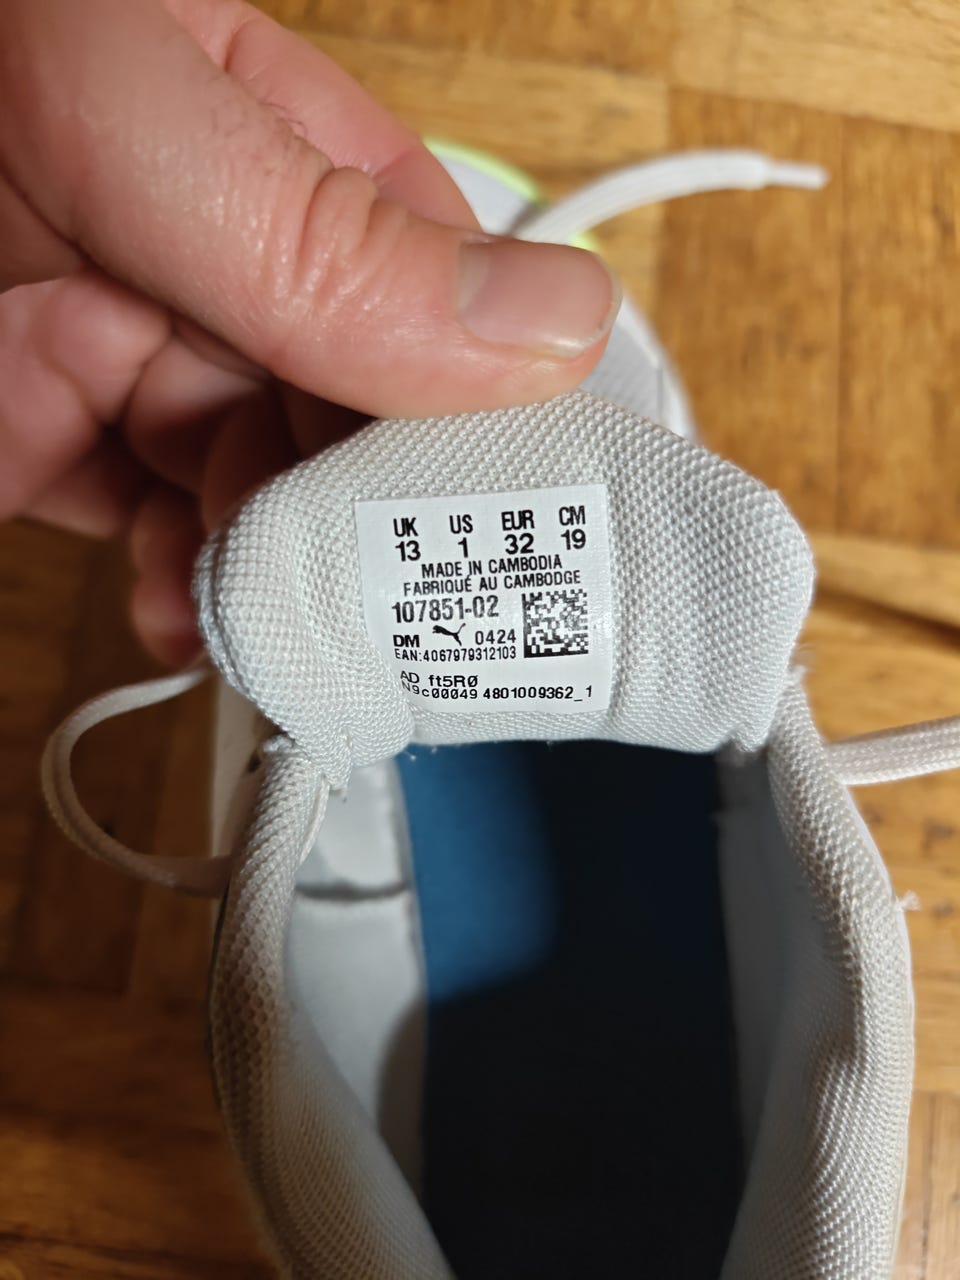 UK US EUR CM
13 1 32 19
MADE IN CAMBODIA
FABRIQUÉ AU CAMBODGE
107851-02
DM 0424
EAN:4067979312103
AD ft5RØ
N9cØØØ49 4801009362_1